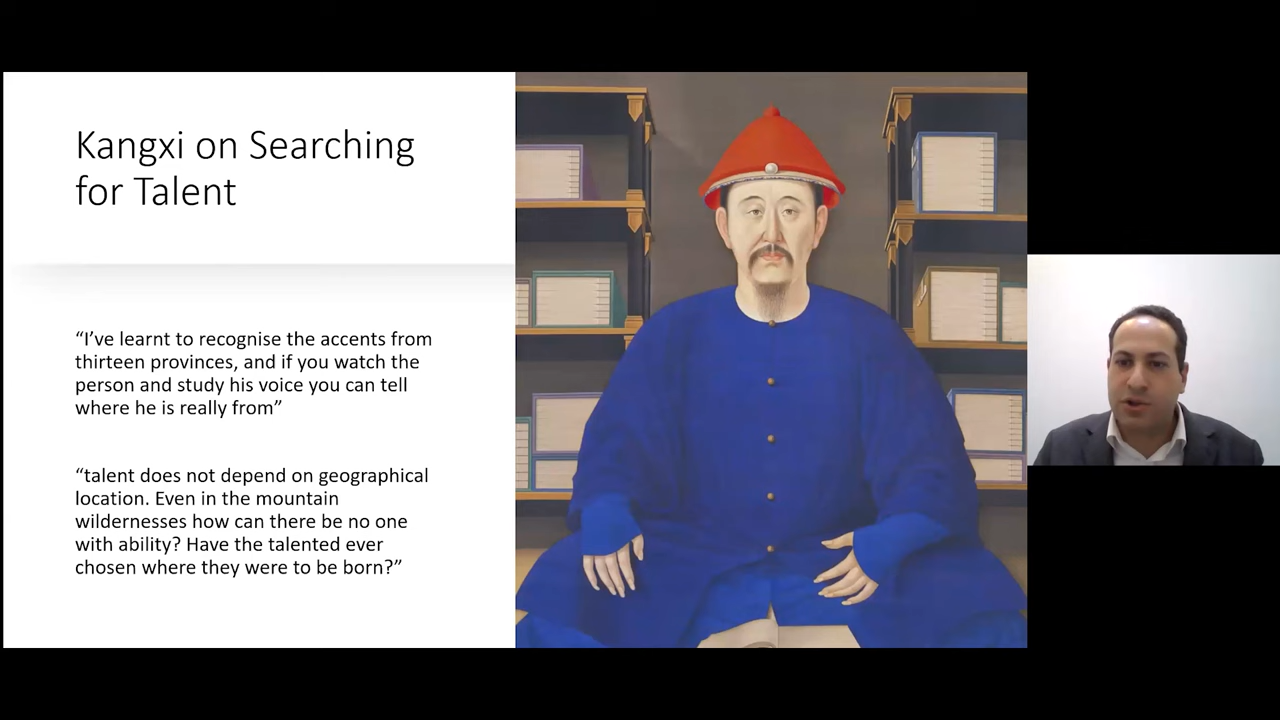 Kangxi on Searching
for Talent
“I’ve learnt to recognise the accents from
thirteen provinces, and if you watch the
person and study his voice you can tell
where he is really from”
“talent does not depend on geographical
location. Even in the mountain
wildernesses how can there be no one
with ability? Have the talented ever
chosen where they were to be born?”